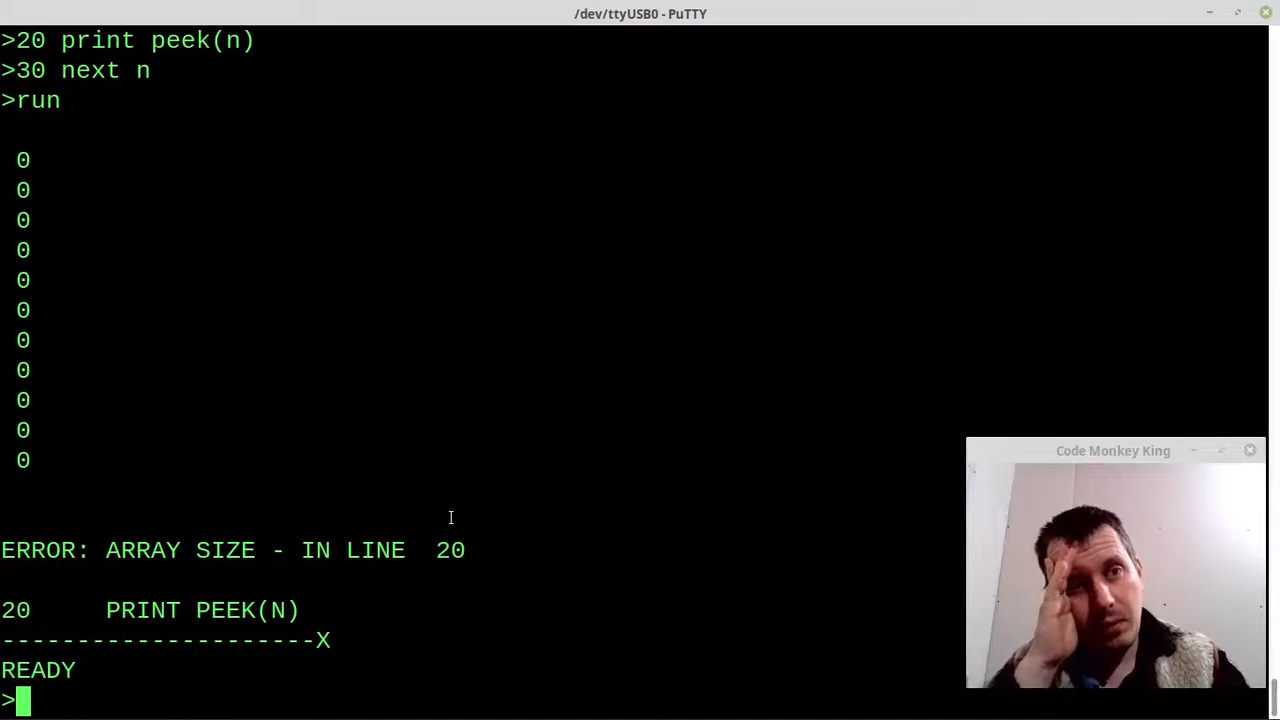 /dev/ttyUSB0 - PuTTY
>20 print peek(n)
>30 next n
>run
0
0
0
0
0
0
0
0
0
0
0
ERROR: ARRAY SIZE - IN LINE  20
20     PRINT PEEK(N)
---------------------X
READY
>
Code Monkey King